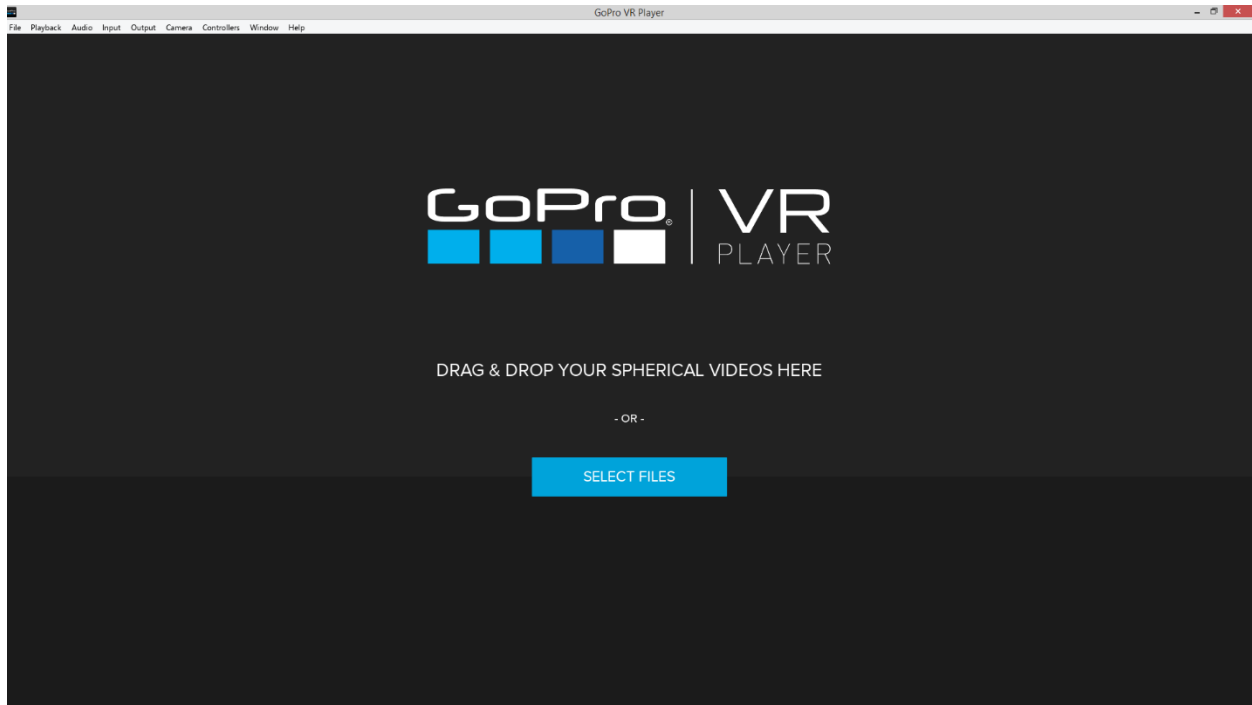 GoPro VR Player
File Playback Audio Input Output Camera Controllers Window Help
GoPro® VR
PLAYER
DRAG & DROP YOUR SPHERICAL VIDEOS HERE
- OR -
SELECT FILES